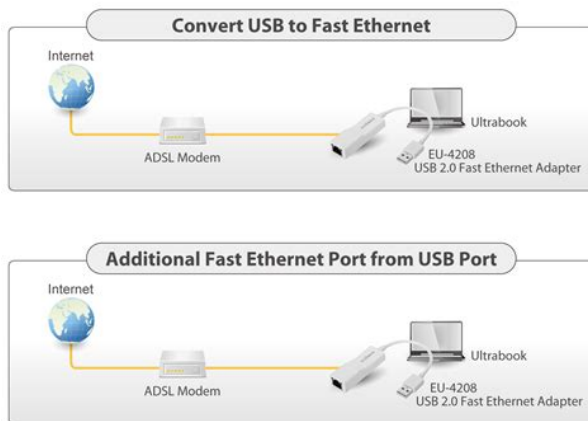 Convert USB to Fast Ethernet
Internet
ADSL Modem
Ultrabook
EU-4208
USB 2.0 Fast Ethernet Adapter
Additional Fast Ethernet Port from USB Port
Internet
ADSL Modem
Ultrabook
EU-4208
USB 2.0 Fast Ethernet Adapter